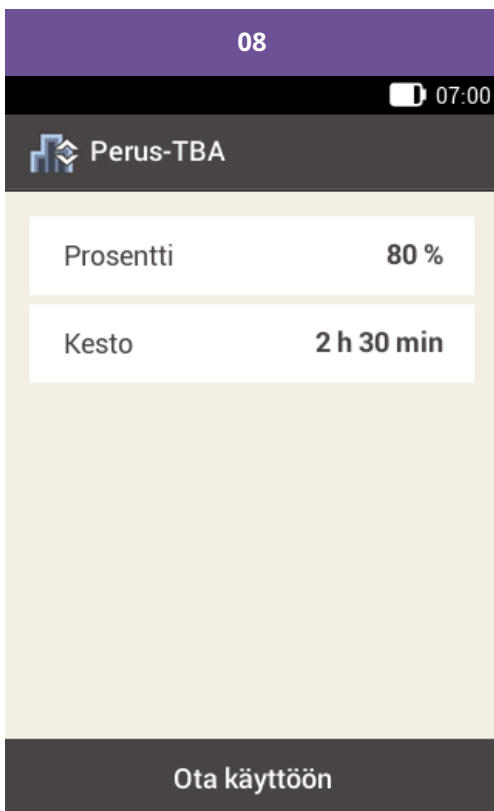 08
07:00
Perus-TBA
Prosentti 80 %
Kesto 2 h 30 min
Ota käyttöön